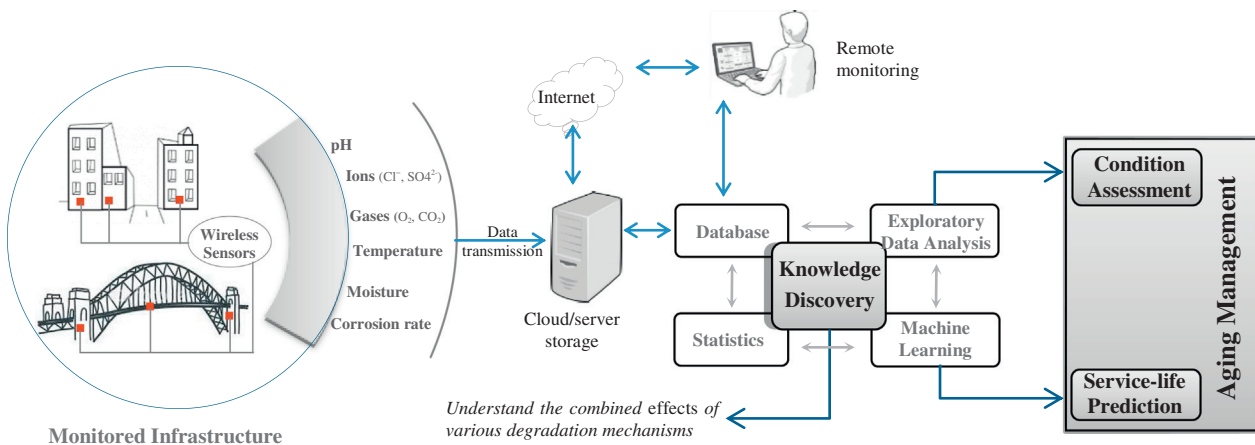 Remote
monitoring
Internet
pH
Ions (Cl⁻, SO4²⁻)
Gases (O₂, CO₂)
Temperature
Moisture
Corrosion rate
Wireless
Sensors
Monitored Infrastructure
Data
transmission
Cloud/server
storage
Database
Exploratory
Data Analysis
Knowledge
Discovery
Statistics
Machine
Learning
Understand the combined effects of
various degradation mechanisms
Condition
Assessment
Service-life
Prediction
Aging Management